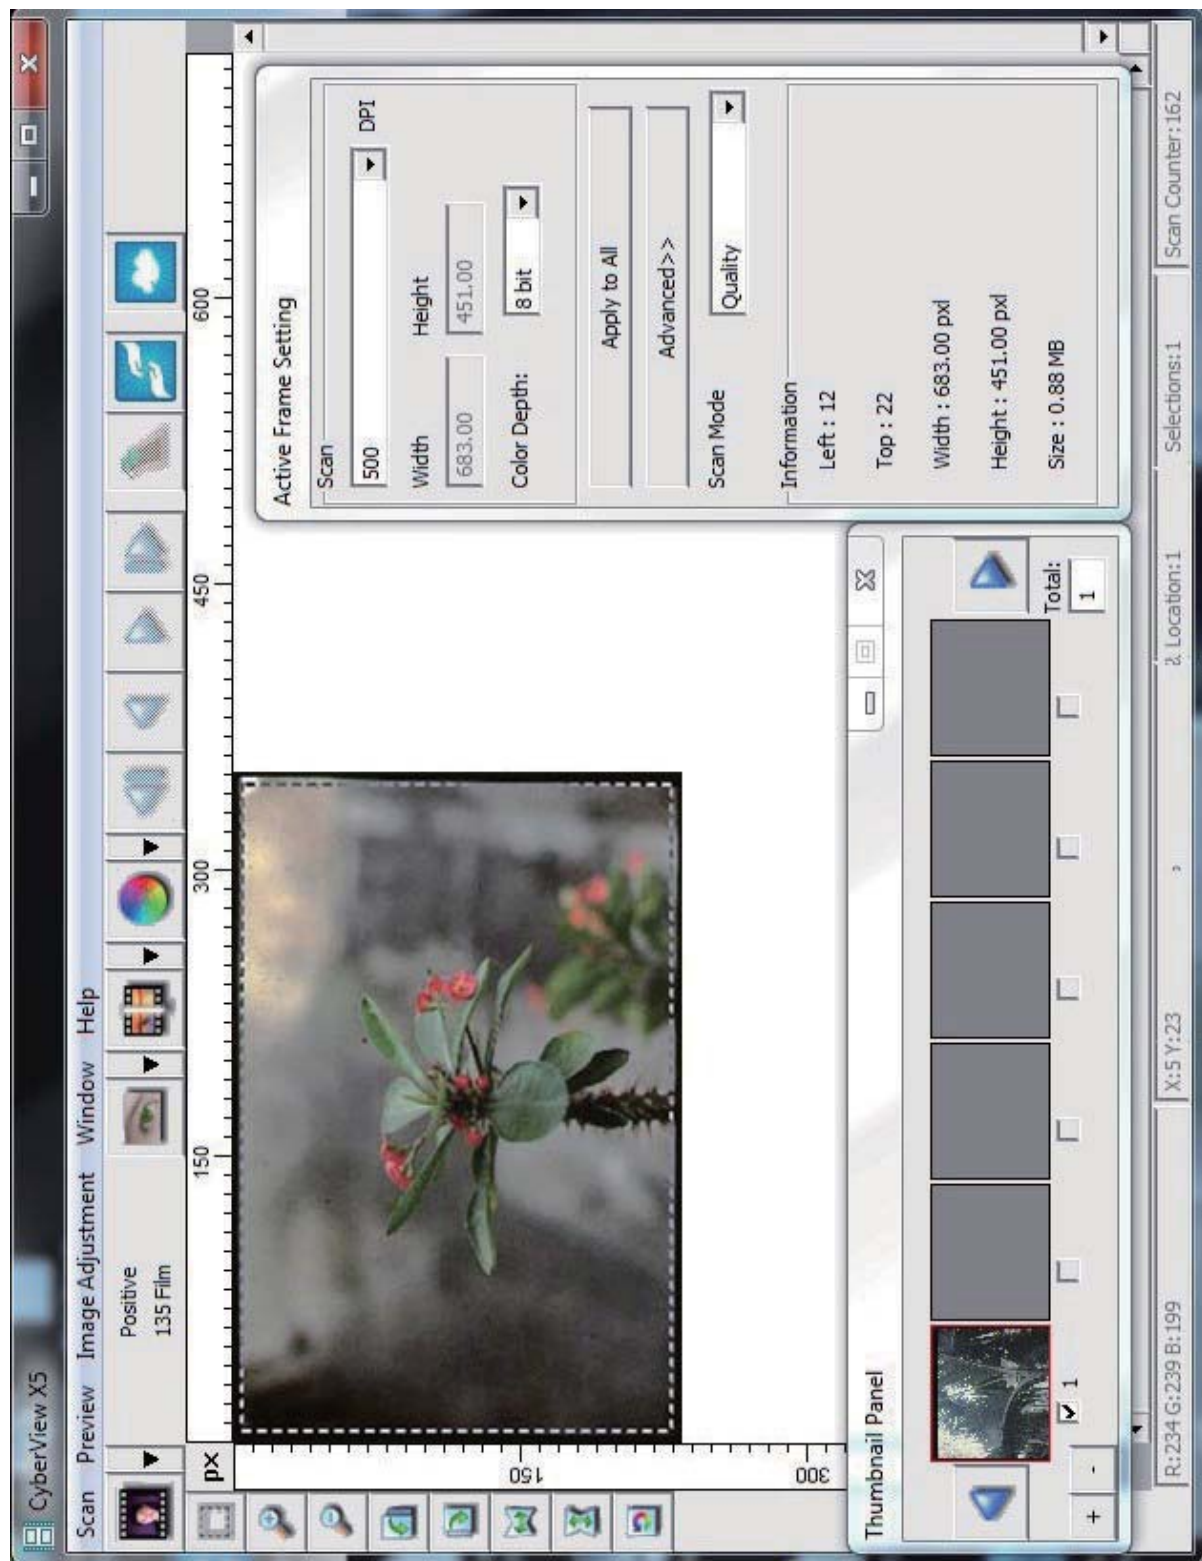 CyberView X5
Scan Preview Image Adjustment Window Help
Positive
135 Film
px
150
300
450
600
150
300
Active Frame Setting
Scan
500 DPI
Width Height
683.00 451.00
Color Depth: 8 bit
Apply to All
Advanced>>
Scan Mode Quality
Information
Left : 12
Top : 22
Width : 683.00 pxl
Height : 451.00 pxl
Size : 0.88 MB
Thumbnail Panel
1
Total:
1
+ -
R:234 G:239 B:199
X:5 Y:23
Location:1
Selections:1
Scan Counter:162